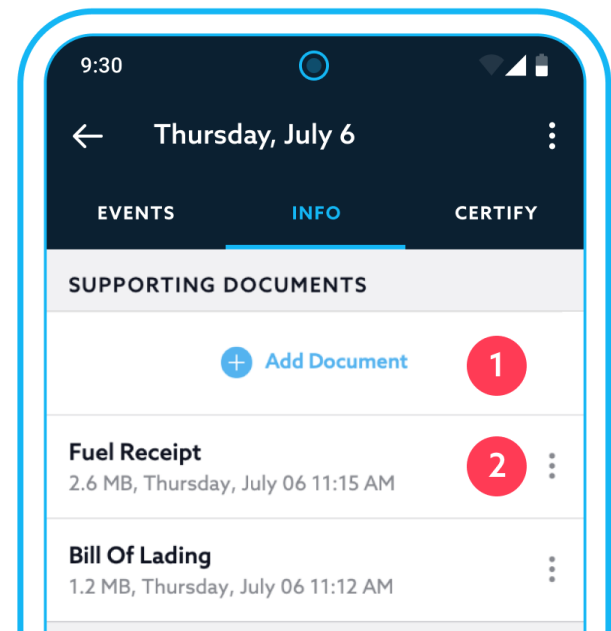 9:30
Thursday, July 6
EVENTS INFO CERTIFY
SUPPORTING DOCUMENTS
Add Document 1
Fuel Receipt
2.6 MB, Thursday, July 06 11:15 AM 2
Bill Of Lading
1.2 MB, Thursday, July 06 11:12 AM